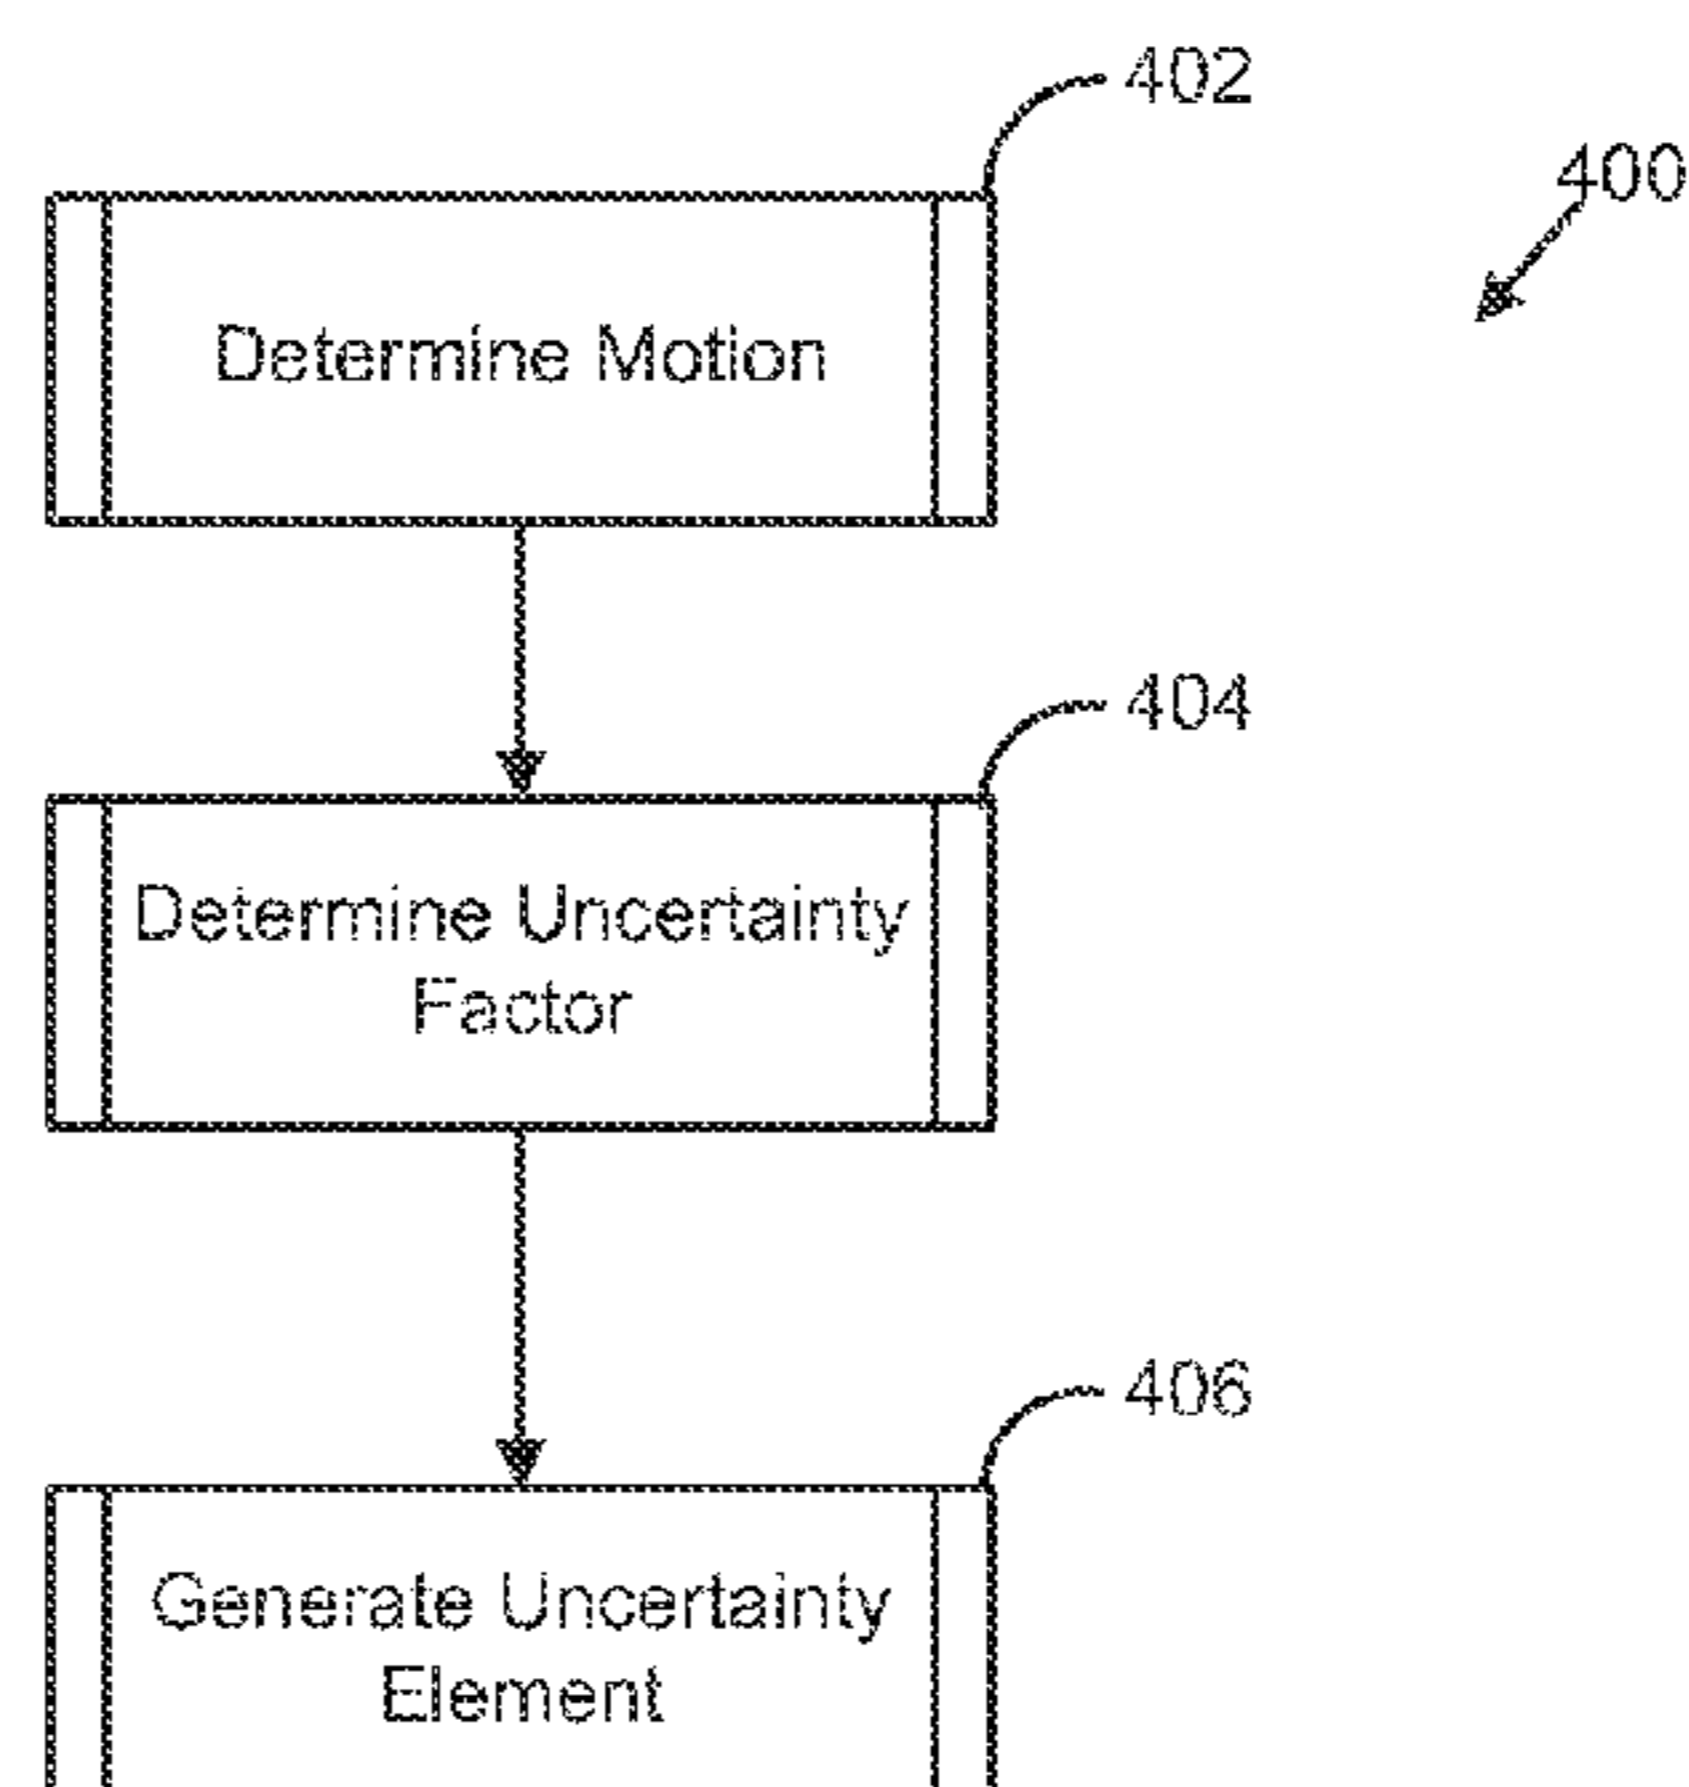 402
400
Determine Motion
404
Determine Uncertainty
Factor
406
Generate Uncertainty
Element